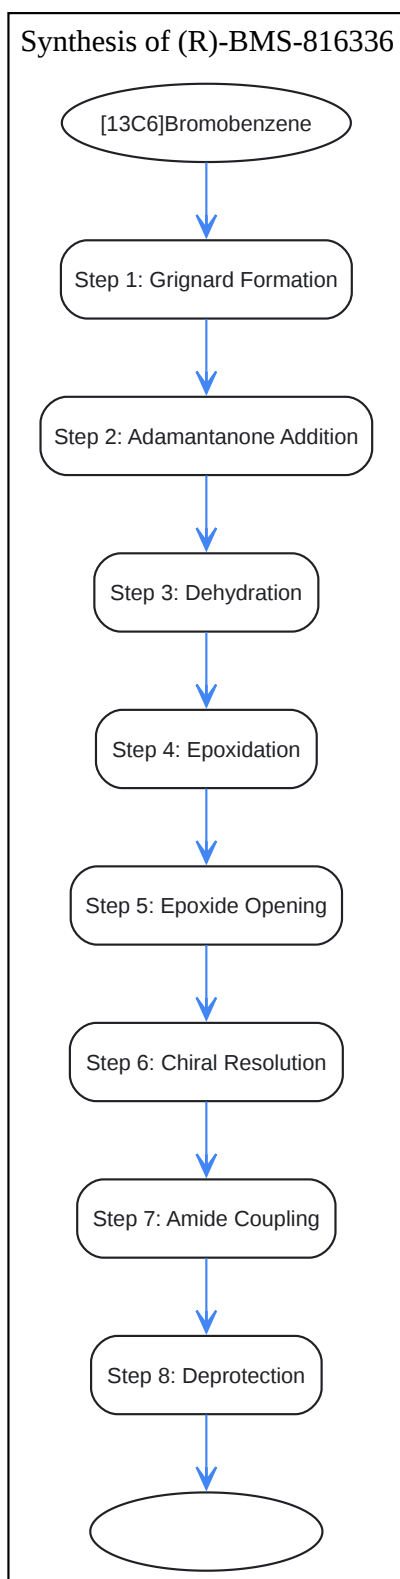 Synthesis of (R)-BMS-816336
[13C6]Bromobenzene
Step 1: Grignard Formation
Step 2: Adamantanone Addition
Step 3: Dehydration
Step 4: Epoxidation
Step 5: Epoxide Opening
Step 6: Chiral Resolution
Step 7: Amide Coupling
Step 8: Deprotection